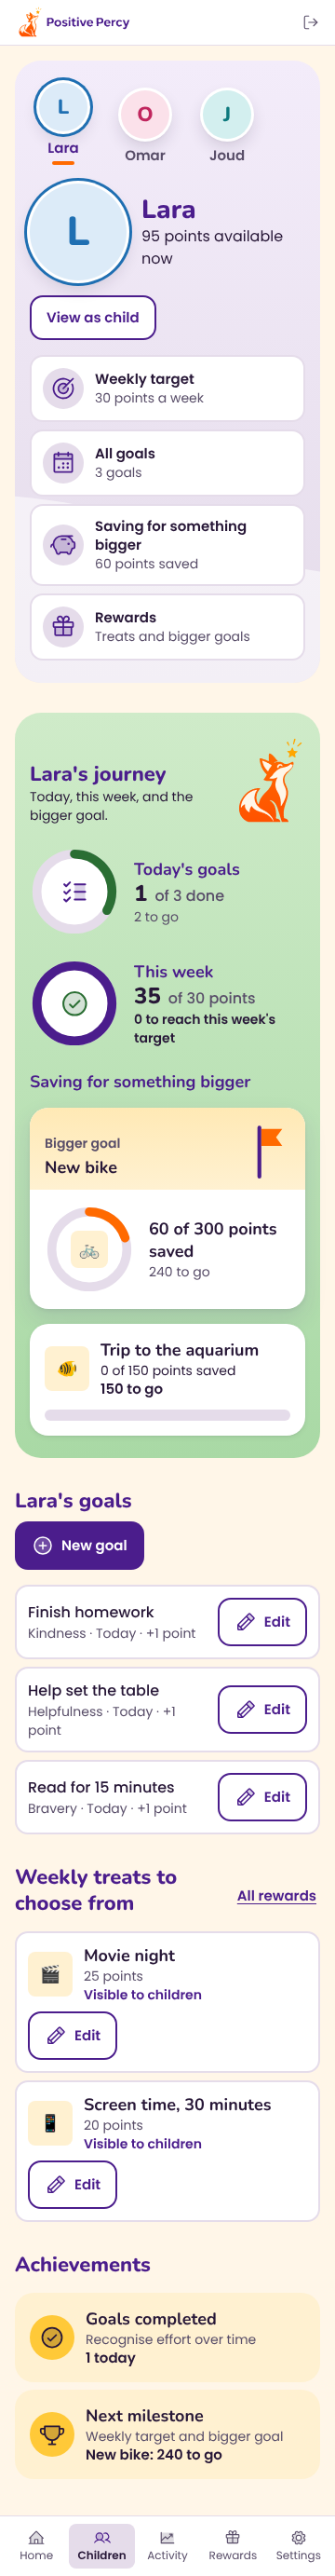 Positive Percy
L
O
J
Lara
Omar
Joud
L
Lara
95 points available
now
View as child
Weekly target
30 points a week
All goals
3 goals
Saving for something
bigger
60 points saved
Rewards
Treats and bigger goals
Lara's journey
Today, this week, and the
bigger goal.
Today's goals
1 of 3 done
2 to go
This week
35 of 30 points
0 to reach this week's
target
Saving for something bigger
Bigger goal
New bike
60 of 300 points
saved
240 to go
Trip to the aquarium
0 of 150 points saved
150 to go
Lara's goals
New goal
Finish homework
Kindness · Today · +1 point
Edit
Help set the table
Helpfulness · Today · +1
point
Edit
Read for 15 minutes
Bravery · Today · +1 point
Edit
Weekly treats to
choose from
All rewards
Movie night
25 points
Visible to children
Edit
Screen time, 30 minutes
20 points
Visible to children
Edit
Achievements
Goals completed
Recognise effort over time
1 today
Next milestone
Weekly target and bigger goal
New bike: 240 to go
Home
Children
Activity
Rewards
Settings